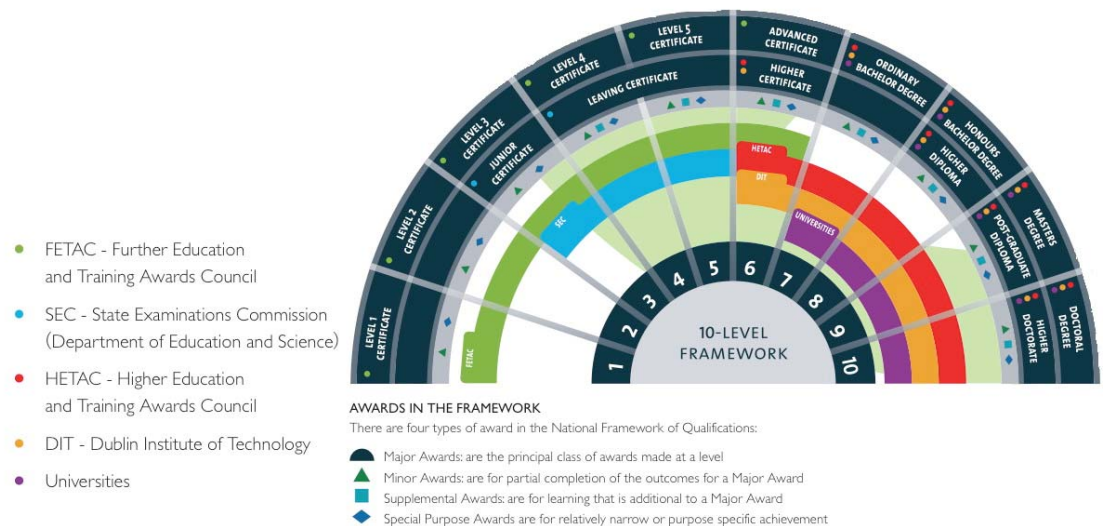 FETAC - Further Education
and Training Awards Council
SEC - State Examinations Commission
(Department of Education and Science)
HETAC - Higher Education
and Training Awards Council
DIT - Dublin Institute of Technology
Universities
LEVEL 1
CERTIFICATE
LEVEL 2
CERTIFICATE
LEVEL 3
CERTIFICATE
JUNIOR
CERTIFICATE
LEVEL 4
CERTIFICATE
LEVEL 5
CERTIFICATE
LEAVING CERTIFICATE
ADVANCED
CERTIFICATE
HIGHER
CERTIFICATE
ORDINARY
BACHELOR DEGREE
HONOURS
BACHELOR DEGREE
HIGHER
DIPLOMA
MASTERS
DEGREE
POST-GRADUATE
DIPLOMA
DOCTORAL
DEGREE
HIGHER
DOCTORATE
FETAC
SEC
HETAC
DIT
UNIVERSITIES
1
2
3
4
5
6
7
8
9
10
10-LEVEL
FRAMEWORK
AWARDS IN THE FRAMEWORK
There are four types of award in the National Framework of Qualifications:
Major Awards: are the principal class of awards made at a level
Minor Awards: are for partial completion of the outcomes for a Major Award
Supplemental Awards: are for learning that is additional to a Major Award
Special Purpose Awards are for relatively narrow or purpose specific achievement